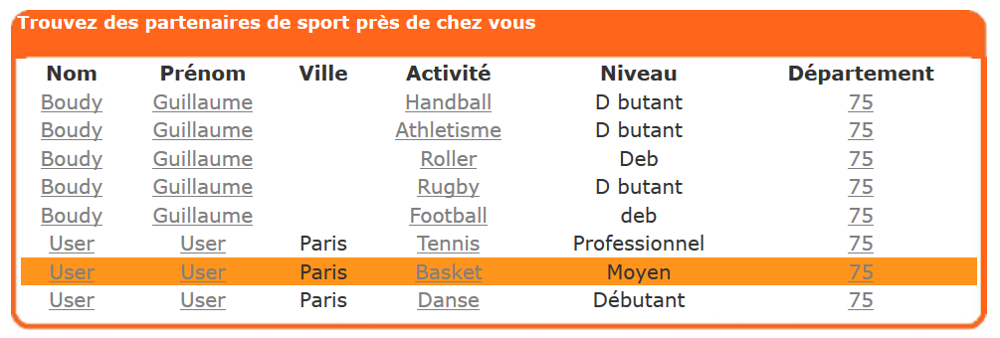 Trouvez des partenaires de sport près de chez vous
Nom Prénom Ville Activité Niveau Département
Boudy Guillaume Handball D butant 75
Boudy Guillaume Athletisme D butant 75
Boudy Guillaume Roller Deb 75
Boudy Guillaume Rugby D butant 75
Boudy Guillaume Football deb 75
User User Paris Tennis Professionnel 75
User User Paris Basket Moyen 75
User User Paris Danse Débutant 75